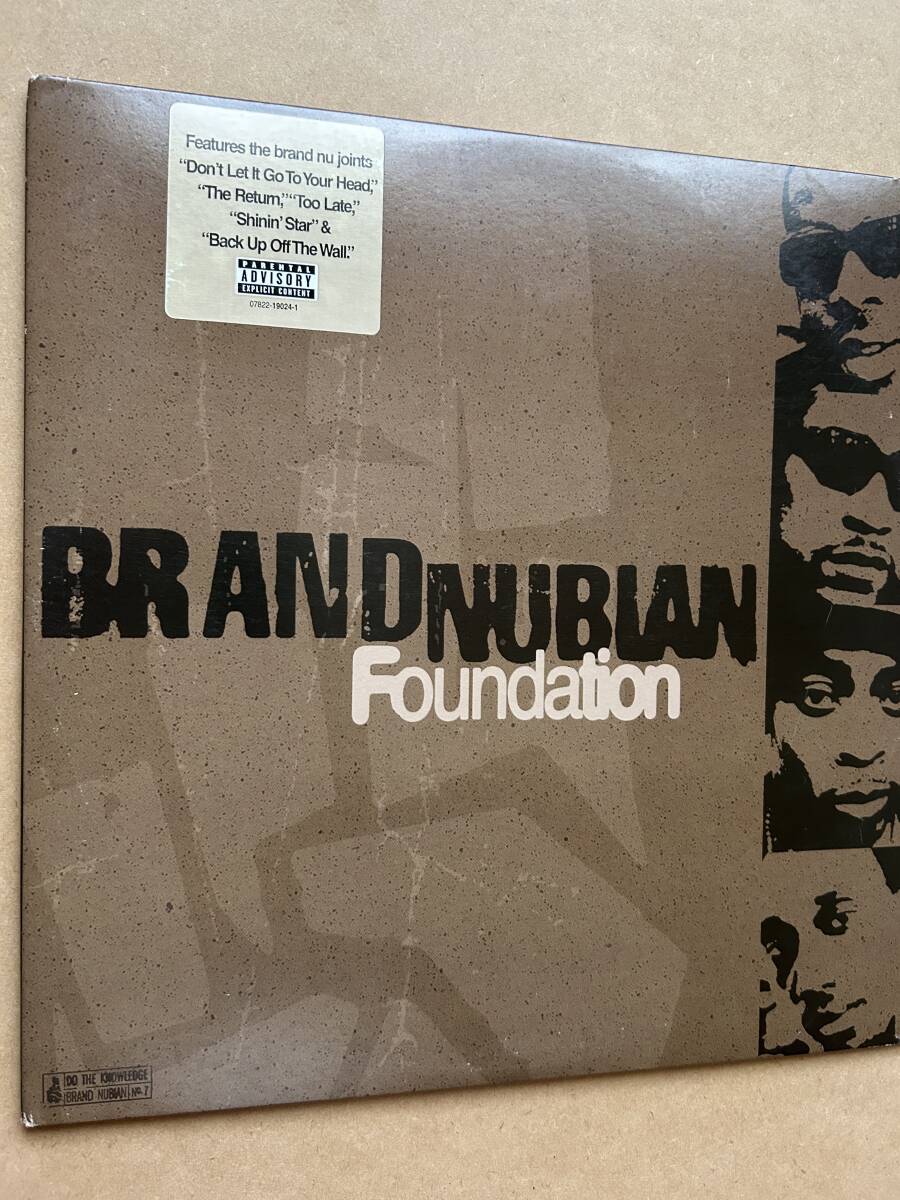 Features the brand nu joints
“Don't Let It Go To Your Head,”
“The Return,” “Too Late,”
“Shinin' Star” &
“Back Up Off The Wall.”
PARENTAL
ADVISORY
EXPLICIT CONTENT
07822-19024-1
BRAND NUBIAN
Foundation
DO THE KNOWLEDGE
BRAND NUBIAN No. 7